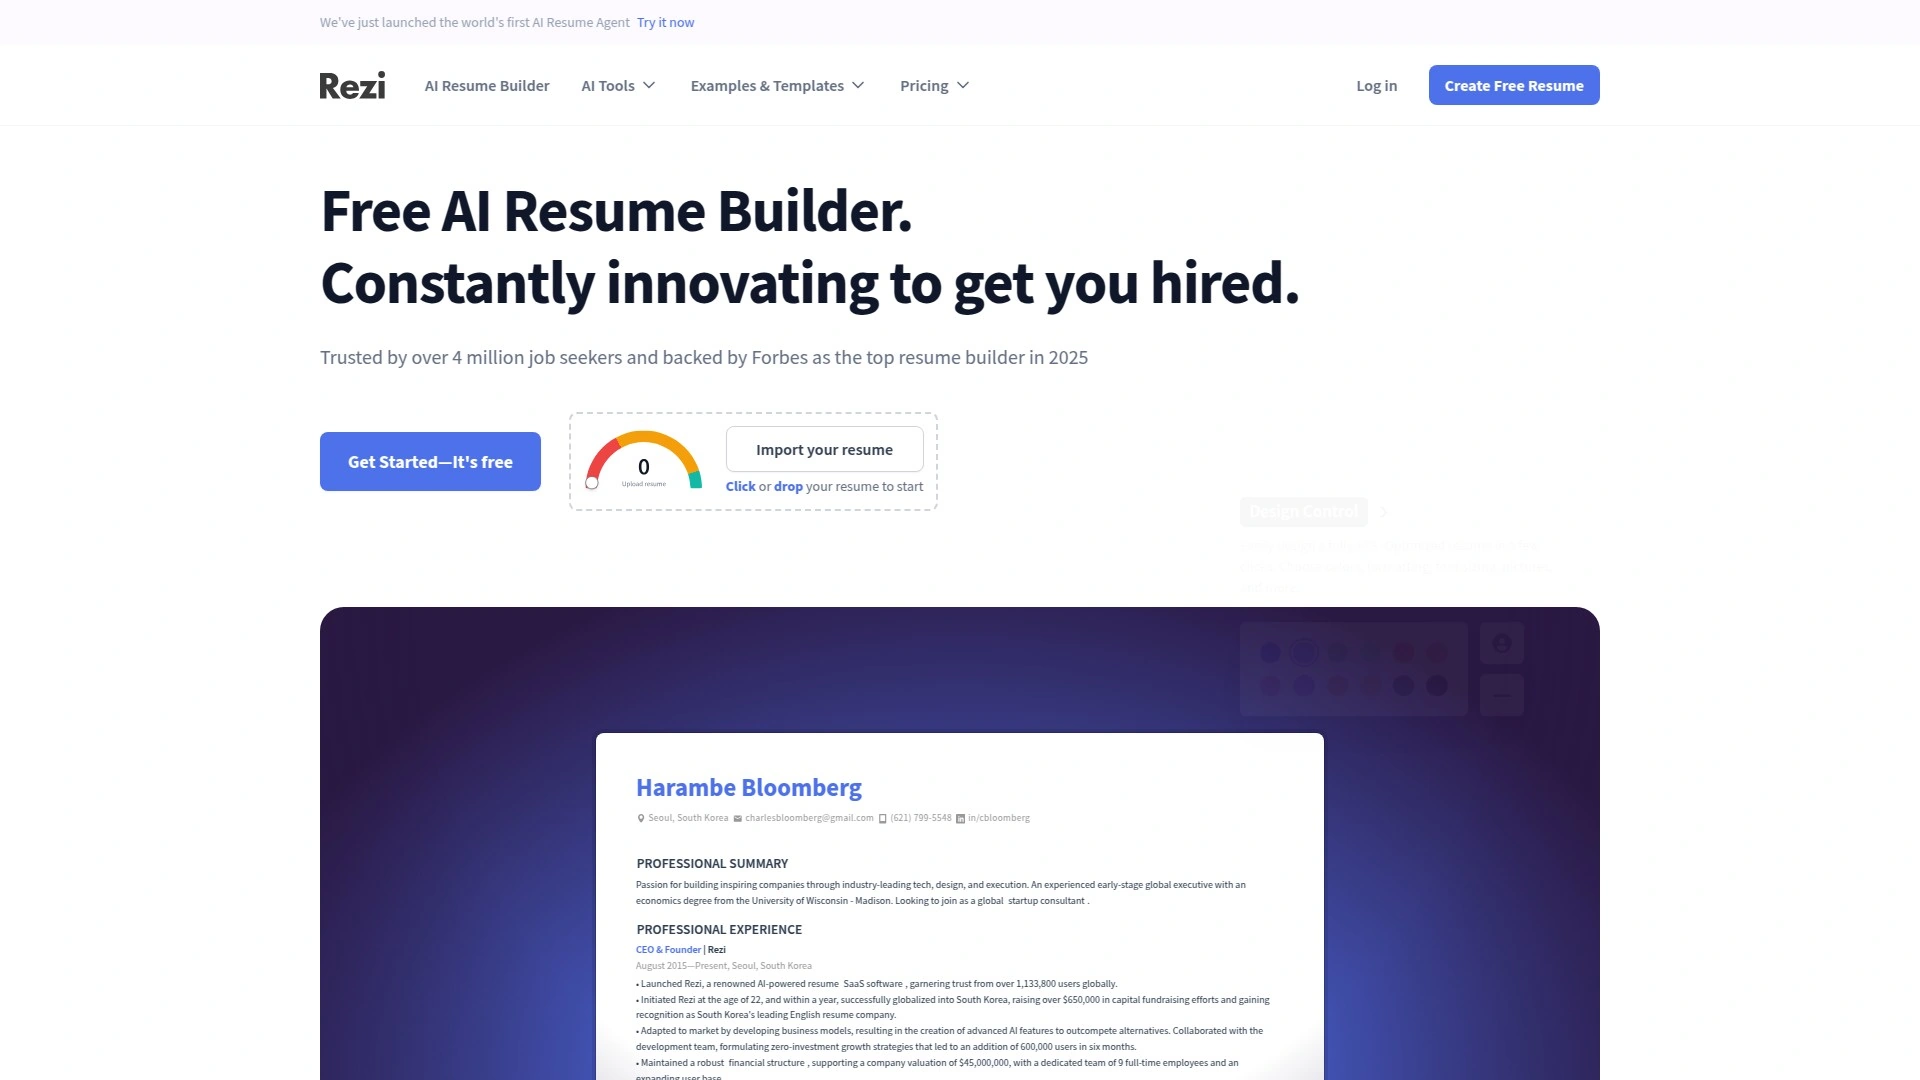 We've just launched the world's first AI Resume Agent Try it now
Rezi AI Resume Builder AI Tools Examples & Templates Pricing Log in Create Free Resume
Free AI Resume Builder.
Constantly innovating to get you hired.
Trusted by over 4 million job seekers and backed by Forbes as the top resume builder in 2025
Get Started—It's free
0
Upload resume
Import your resume
Click or drop your resume to start
Design Control
Harambe Bloomberg
Seoul, South Korea charlesbloomberg@gmail.com (621) 799-5548 in/cbloomberg
PROFESSIONAL SUMMARY
Passion for building inspiring companies through industry-leading tech, design, and execution. An experienced early-stage global executive with an
economics degree from the University of Wisconsin - Madison. Looking to join as a global startup consultant .
PROFESSIONAL EXPERIENCE
CEO & Founder | Rezi
August 2015—Present, Seoul, South Korea
• Launched Rezi, a renowned AI-powered resume SaaS software , garnering trust from over 1,133,800 users globally.
• Initiated Rezi at the age of 22, and within a year, successfully globalized into South Korea, raising over $650,000 in capital fundraising efforts and gaining
recognition as South Korea's leading English resume company.
• Adapted to market by developing business models, resulting in the creation of advanced AI features to outcompete alternatives. Collaborated with the
development team, formulating zero-investment growth strategies that led to an addition of 600,000 users in six months.
• Maintained a robust financial structure , supporting a company valuation of $45,000,000, with a dedicated team of 9 full-time employees and an
expanding user base.